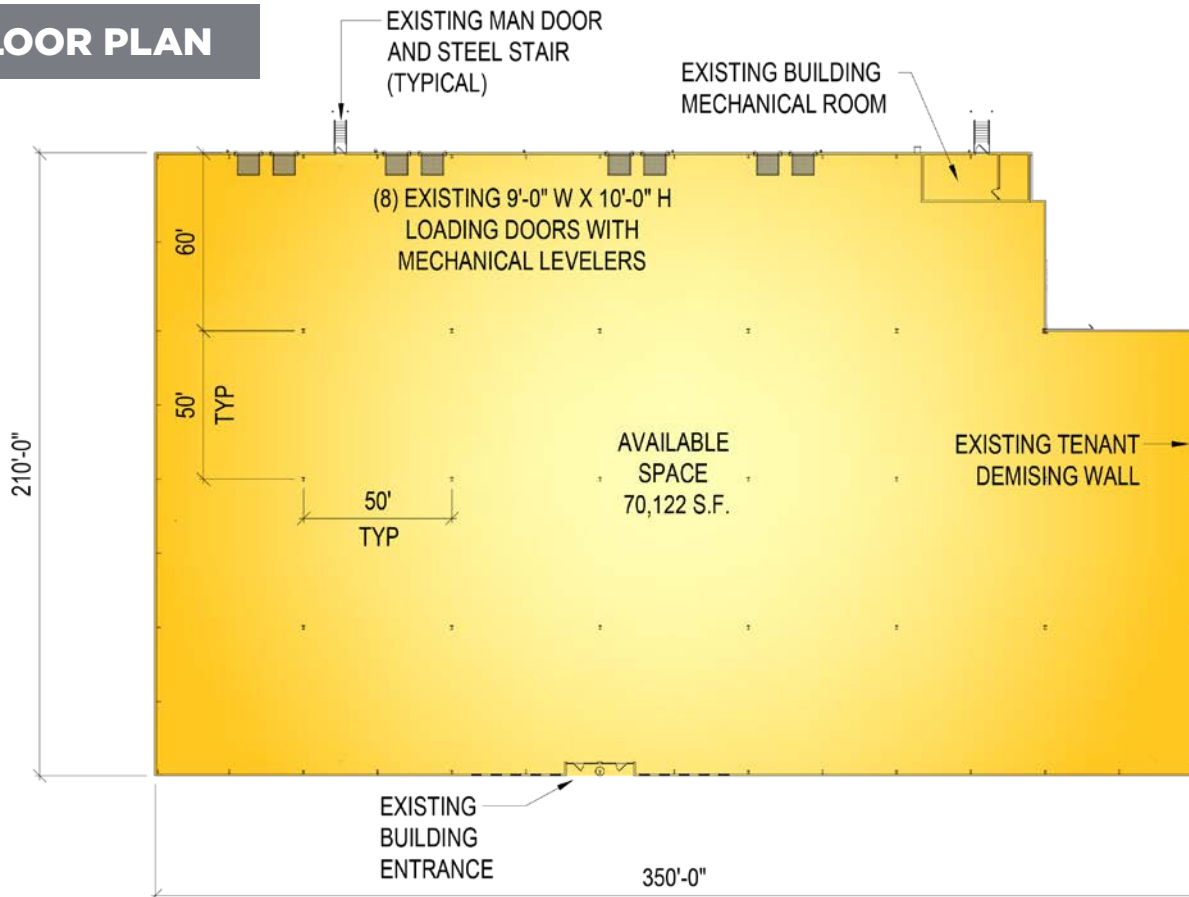 LOOR PLAN
EXISTING MAN DOOR
AND STEEL STAIR
(TYPICAL)
EXISTING BUILDING
MECHANICAL ROOM
(8) EXISTING 9'-0" W X 10'-0" H
LOADING DOORS WITH
MECHANICAL LEVELERS
60'
50'
TYP
210'-0"
50'
TYP
AVAILABLE
SPACE
70,122 S.F.
EXISTING TENANT
DEMISING WALL
EXISTING
BUILDING
ENTRANCE
350'-0"